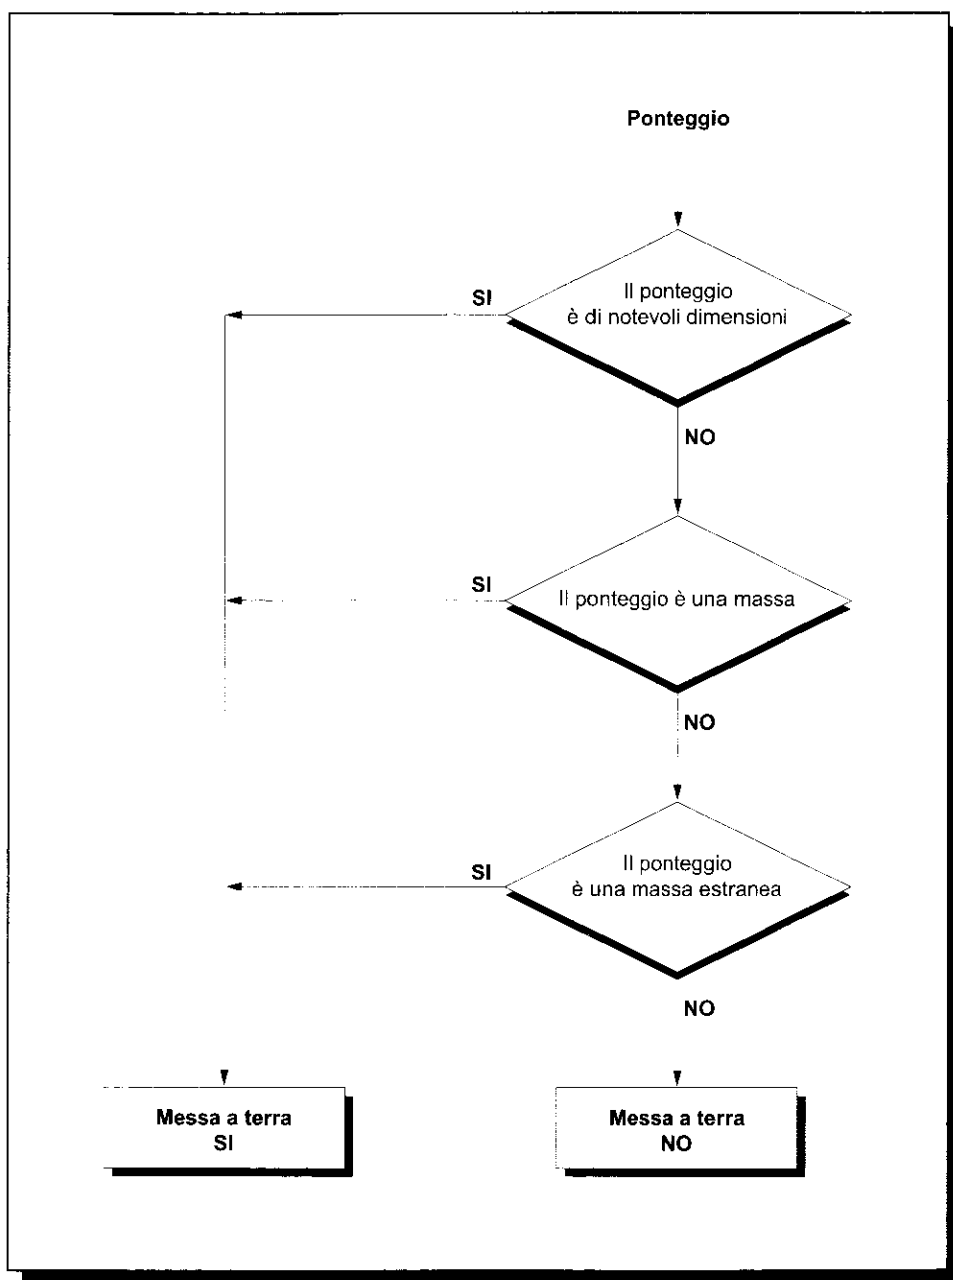 Ponteggio
SI
Il ponteggio
è di notevoli dimensioni
NO
SI
Il ponteggio è una massa
NO
SI
Il ponteggio
è una massa estranea
NO
Messa a terra
SI
Messa a terra
NO